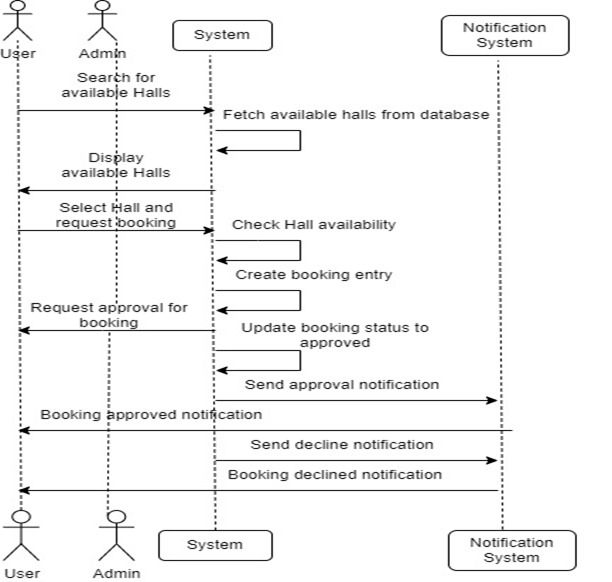 User
Admin
System
Notification
System
Search for
available Halls
Fetch available halls from database
Display
available Halls
Select Hall and
request booking
Check Hall availability
Create booking entry
Request approval for
booking
Update booking status to
approved
Send approval notification
Booking approved notification
Send decline notification
Booking declined notification
User
Admin
System
Notification
System